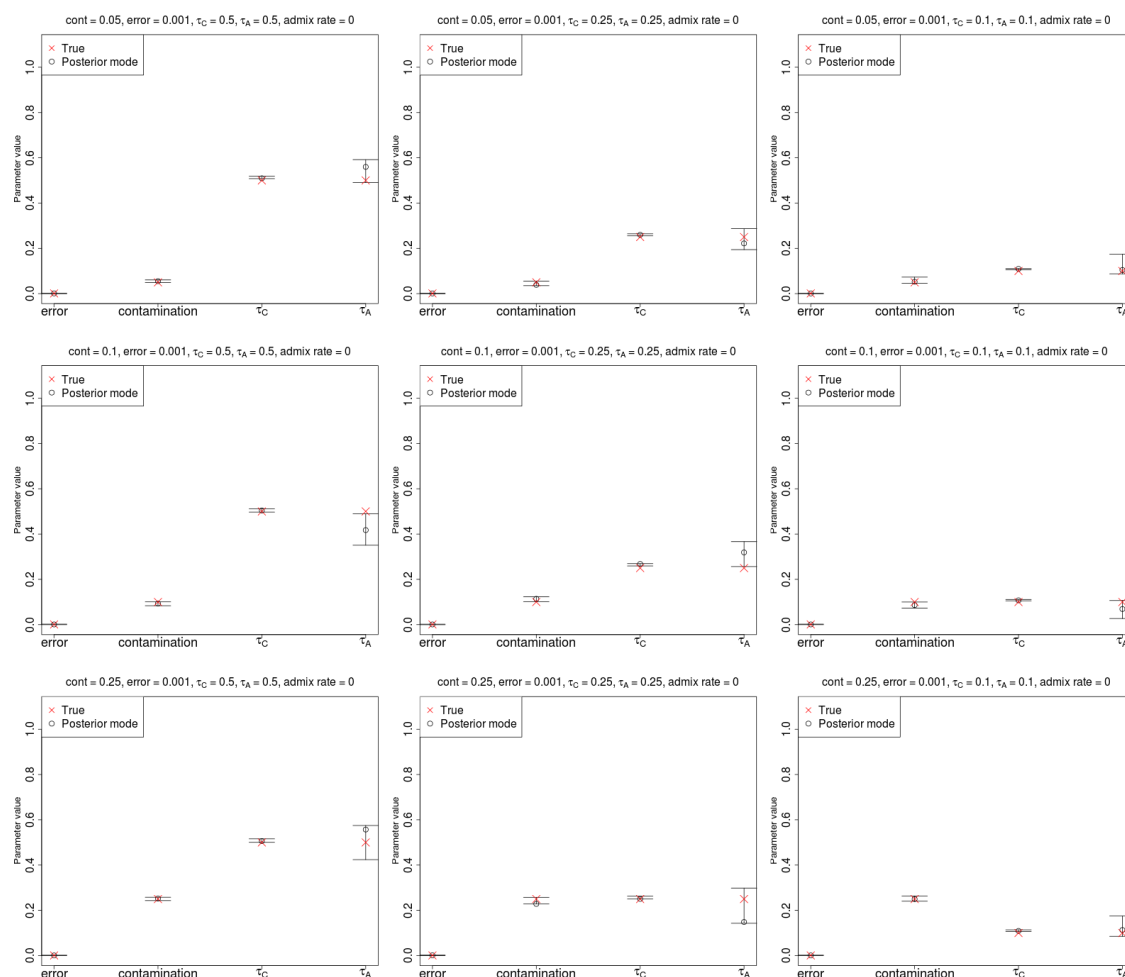 cont = 0.05, error = 0.001, τC = 0.5, τA = 0.5, admix rate = 0
× True
○ Posterior mode
Parameter value
0.0 0.2 0.4 0.6 0.8 1.0
error contamination τC τA
cont = 0.05, error = 0.001, τC = 0.25, τA = 0.25, admix rate = 0
× True
○ Posterior mode
Parameter value
0.0 0.2 0.4 0.6 0.8 1.0
error contamination τC τA
cont = 0.05, error = 0.001, τC = 0.1, τA = 0.1, admix rate = 0
× True
○ Posterior mode
Parameter value
0.0 0.2 0.4 0.6 0.8 1.0
error contamination τC τA
cont = 0.1, error = 0.001, τC = 0.5, τA = 0.5, admix rate = 0
× True
○ Posterior mode
Parameter value
0.0 0.2 0.4 0.6 0.8 1.0
error contamination τC τA
cont = 0.1, error = 0.001, τC = 0.25, τA = 0.25, admix rate = 0
× True
○ Posterior mode
Parameter value
0.0 0.2 0.4 0.6 0.8 1.0
error contamination τC τA
cont = 0.1, error = 0.001, τC = 0.1, τA = 0.1, admix rate = 0
× True
○ Posterior mode
Parameter value
0.0 0.2 0.4 0.6 0.8 1.0
error contamination τC τA
cont = 0.25, error = 0.001, τC = 0.5, τA = 0.5, admix rate = 0
× True
○ Posterior mode
Parameter value
0.0 0.2 0.4 0.6 0.8 1.0
error contamination τC τA
cont = 0.25, error = 0.001, τC = 0.25, τA = 0.25, admix rate = 0
× True
○ Posterior mode
Parameter value
0.0 0.2 0.4 0.6 0.8 1.0
error contamination τC τA
cont = 0.25, error = 0.001, τC = 0.1, τA = 0.1, admix rate = 0
× True
○ Posterior mode
Parameter value
0.0 0.2 0.4 0.6 0.8 1.0
error contamination τC τA